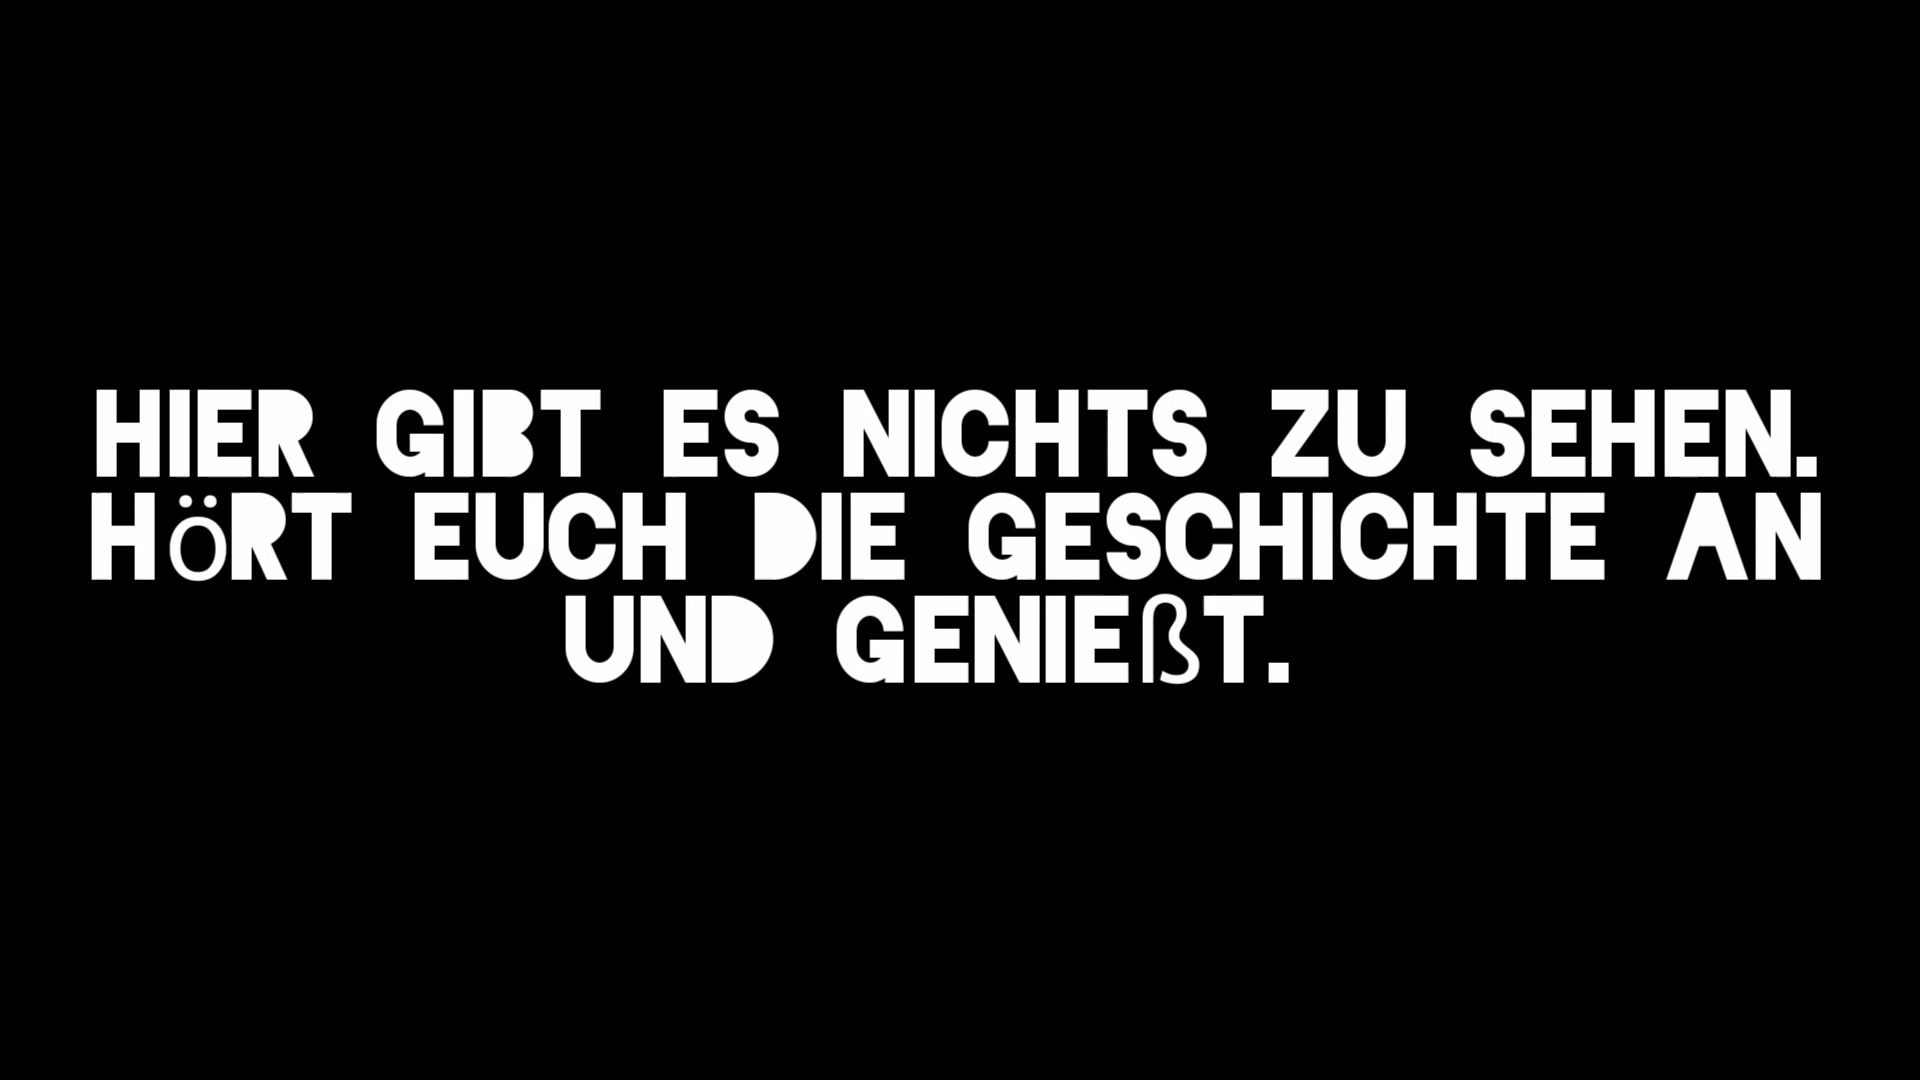 HIER GIBT ES NICHTS ZU SEHEN.
HÖRT EUCH DIE GESCHICHTE AN
UND GENIEßT.